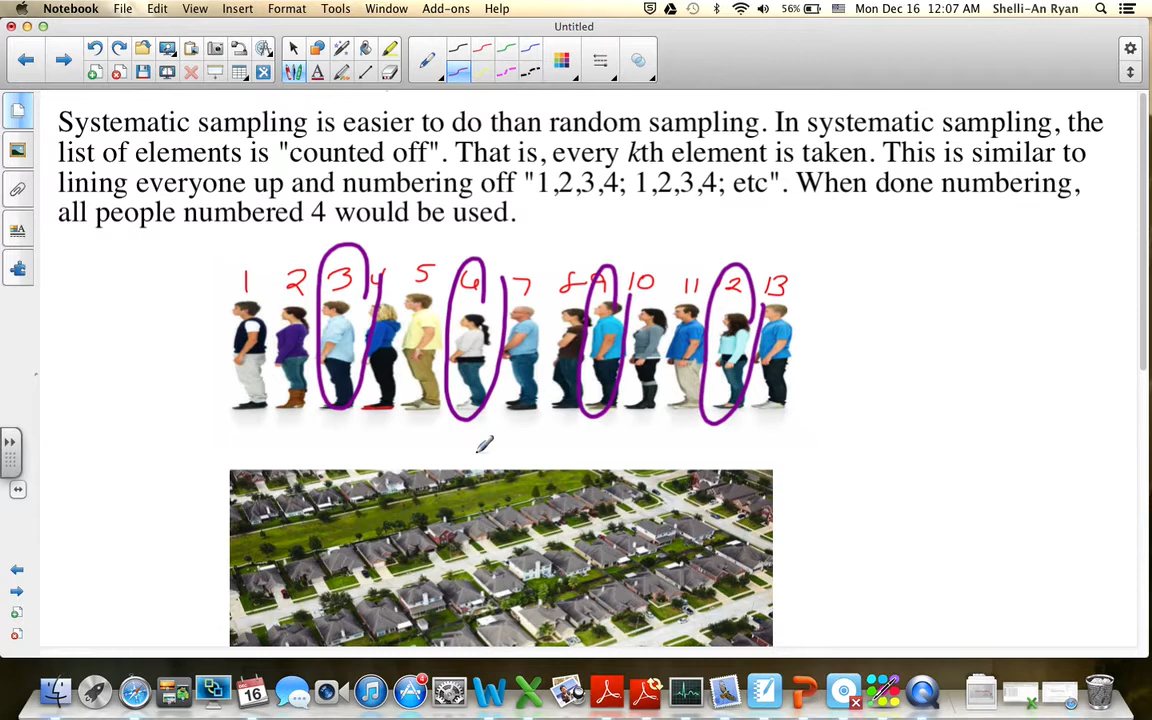 Notebook File Edit View Insert Format Tools Window Add-ons Help 56% Mon Dec 16 12:07 AM Shelli-An Ryan
Untitled
Systematic sampling is easier to do than random sampling. In systematic sampling, the
list of elements is "counted off". That is, every kth element is taken. This is similar to
lining everyone up and numbering off "1,2,3,4; 1,2,3,4; etc". When done numbering,
all people numbered 4 would be used.
1 2 3 4 5 6 7 8 9 10 11 12 13
DEC
16
4